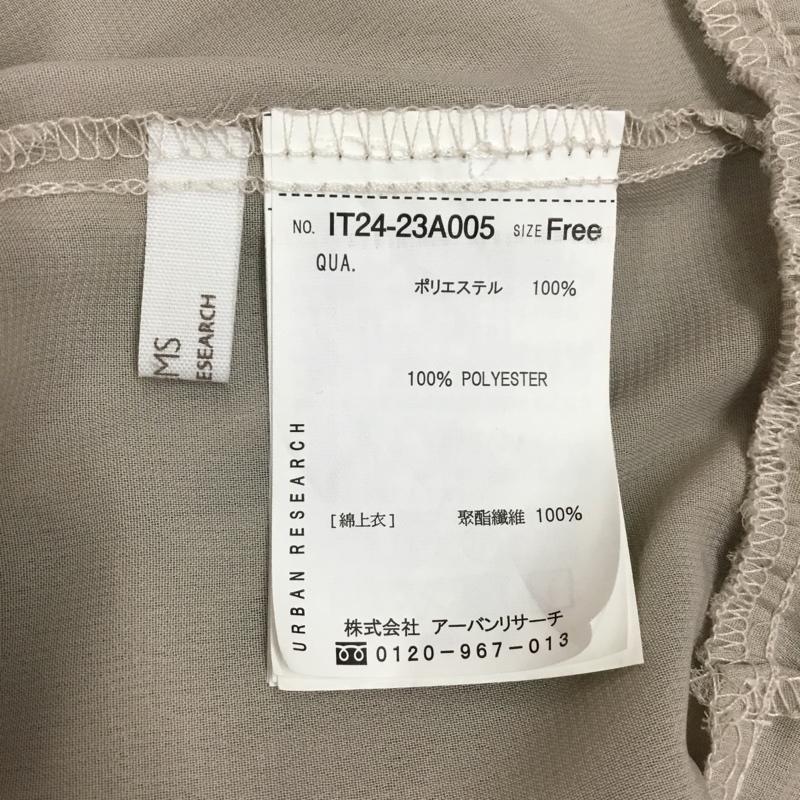 NO. IT24-23A005 SIZE Free
QUA.
ポリエステル 100%
100% POLYESTER
[綿上衣] 聚酯纖維 100%
URBAN RESEARCH
株式会社 アーバンリサーチ
0120-967-013
MS
ESEARCH